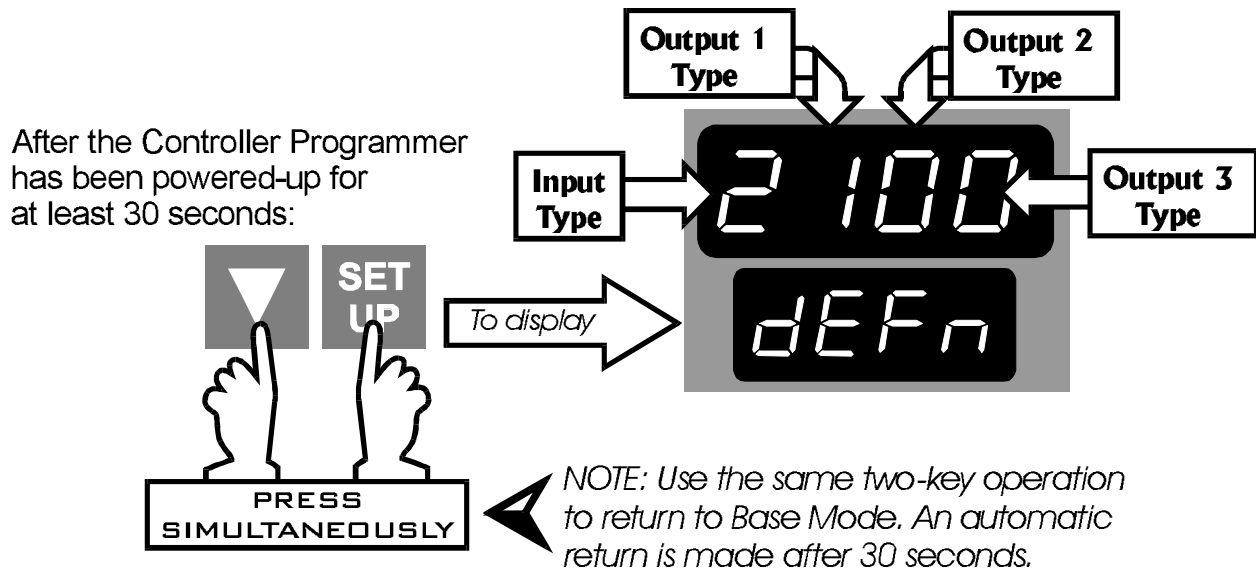 Output 1
Type
Output 2
Type
After the Controller Programmer
has been powered-up for
at least 30 seconds:
Input
Type
2100
Output 3
Type
SET
UP
To display
dEFn
PRESS
SIMULTANEOUSLY
NOTE: Use the same two-key operation
to return to Base Mode. An automatic
return is made after 30 seconds.